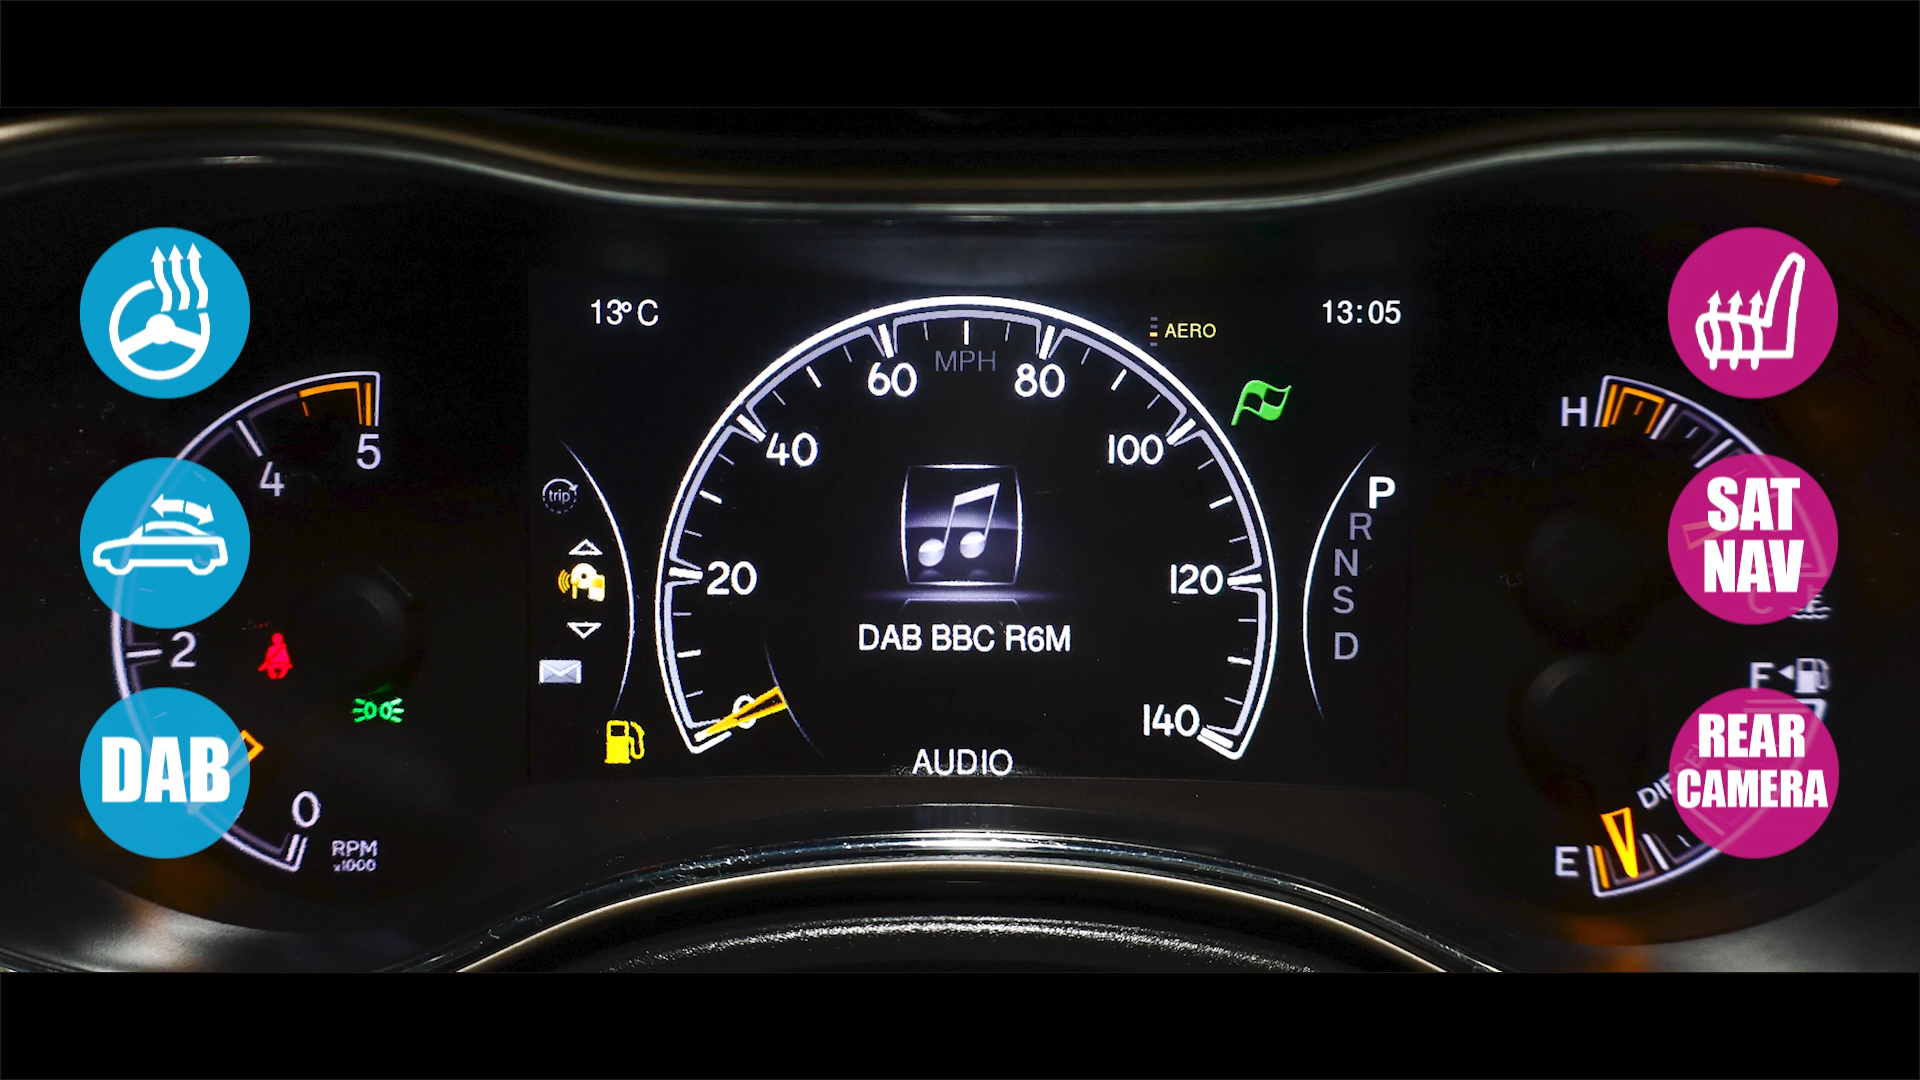 13°C
13:05
AERO
MPH
60
80
40
100
20
120
0
140
DAB BBC R6M
AUDIO
trip
P
R
N
S
D
5
4
2
0
RPM
x1000
DAB
H
SAT
NAV
C
F
REAR
CAMERA
E